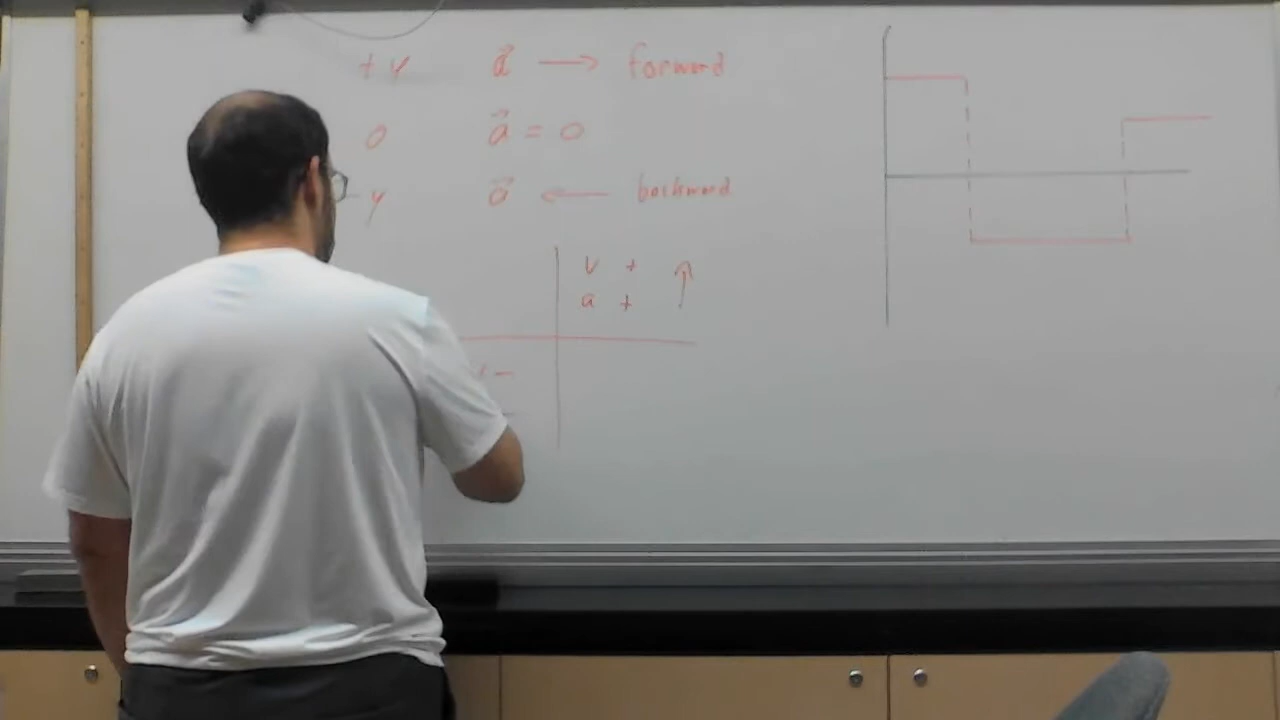 + y a⃗ → forward
0 a⃗ = 0
- y a⃗ ← backward
v + ↑
a +
-